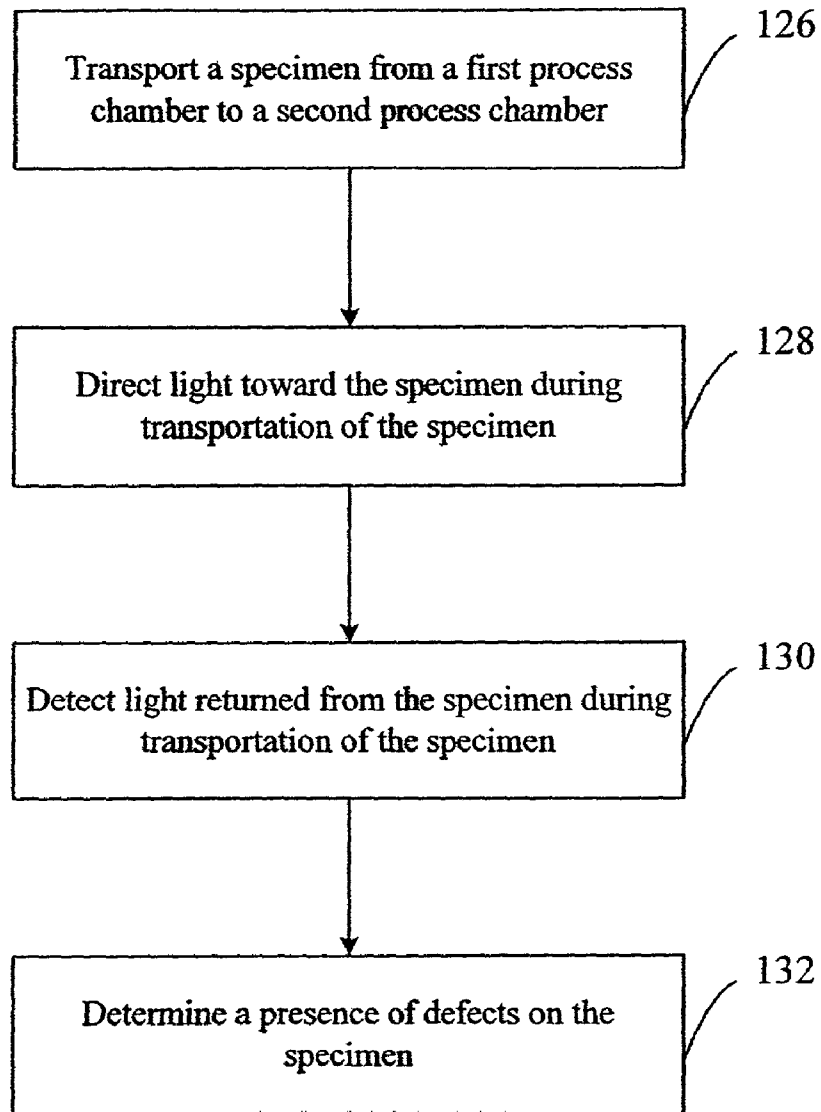 126
Transport a specimen from a first process
chamber to a second process chamber
128
Direct light toward the specimen during
transportation of the specimen
130
Detect light returned from the specimen during
transportation of the specimen
132
Determine a presence of defects on the
specimen